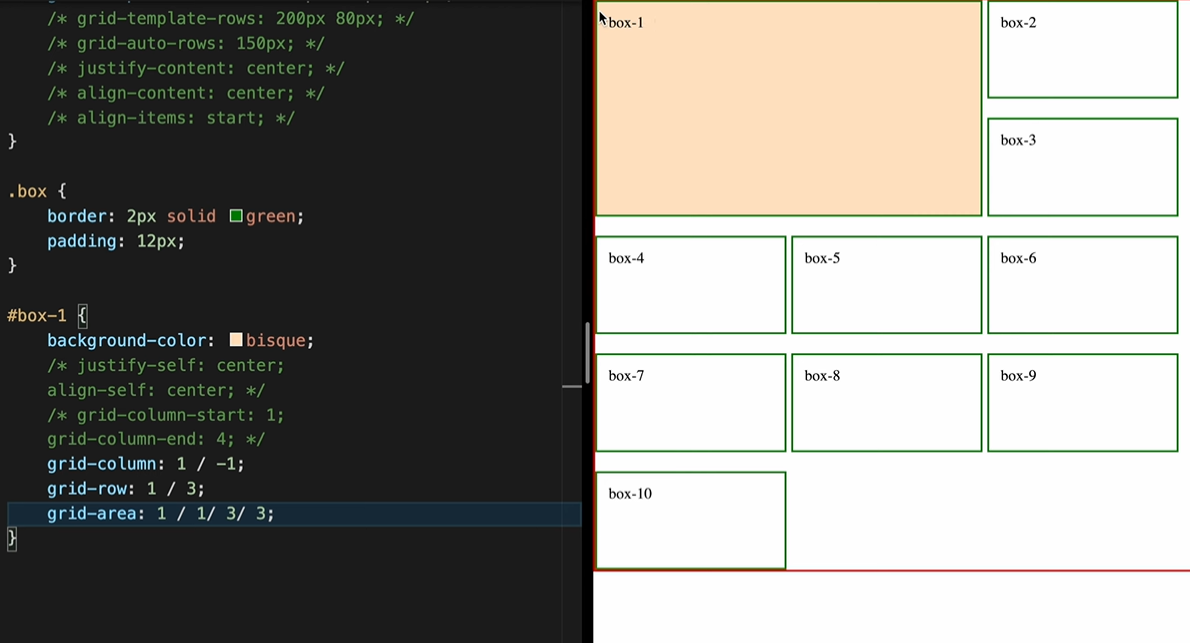 /* grid-template-rows: 200px 80px; */
/* grid-auto-rows: 150px; */
/* justify-content: center; */
/* align-content: center; */
/* align-items: start; */
}
.box {
border: 2px solid green;
padding: 12px;
}
#box-1 {
background-color: bisque;
/* justify-self: center;
align-self: center; */
/* grid-column-start: 1;
grid-column-end: 4; */
grid-column: 1 / -1;
grid-row: 1 / 3;
grid-area: 1 / 1/ 3/ 3;
}
box-1
box-2
box-3
box-4
box-5
box-6
box-7
box-8
box-9
box-10